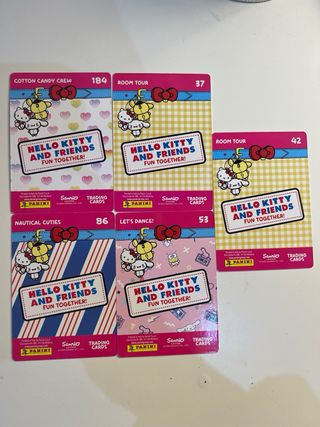 COTTON CANDY CREW 184
HELLO KITTY
AND FRIENDS
FUN TOGETHER!
PANINI
Sanrio
TRADING
CARDS
ROOM TOUR 37
HELLO KITTY
AND FRIENDS
FUN TOGETHER!
PANINI
Sanrio
TRADING
CARDS
ROOM TOUR 42
HELLO KITTY
AND FRIENDS
FUN TOGETHER!
PANINI
Sanrio
TRADING
CARDS
NAUTICAL CUTIES 86
HELLO KITTY
AND FRIENDS
FUN TOGETHER!
PANINI
Sanrio
TRADING
CARDS
LET'S DANCE! 53
HELLO KITTY
AND FRIENDS
FUN TOGETHER!
PANINI
Sanrio
TRADING
CARDS